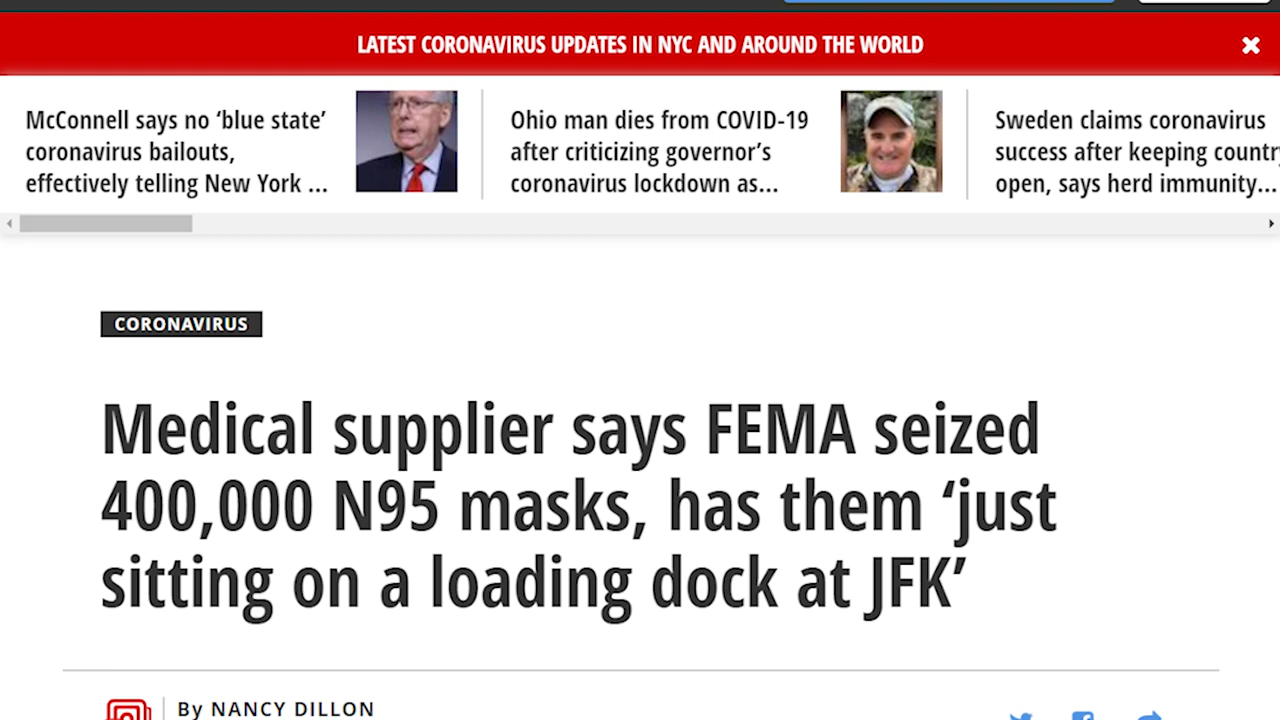 LATEST CORONAVIRUS UPDATES IN NYC AND AROUND THE WORLD
McConnell says no ‘blue state’
coronavirus bailouts,
effectively telling New York ...
Ohio man dies from COVID-19
after criticizing governor’s
coronavirus lockdown as...
Sweden claims coronavirus
success after keeping country
open, says herd immunity...
CORONAVIRUS
Medical supplier says FEMA seized
400,000 N95 masks, has them ‘just
sitting on a loading dock at JFK’
By NANCY DILLON